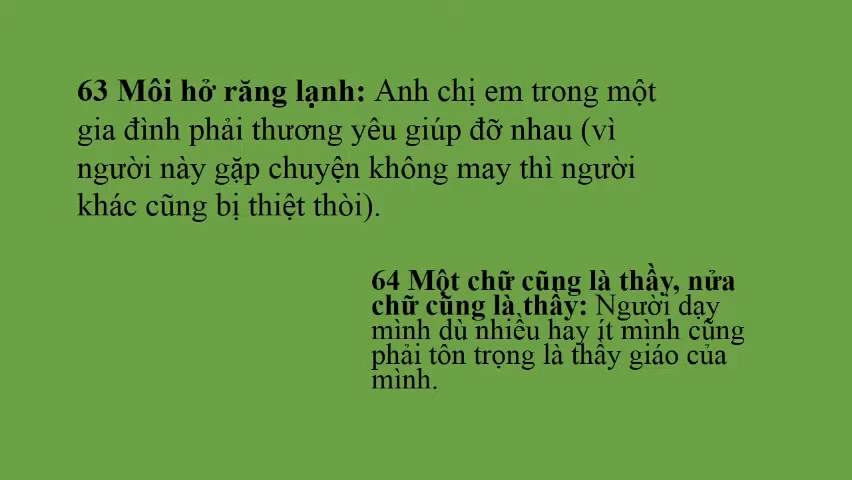 63 Môi hở răng lạnh: Anh chị em trong một
gia đình phải thương yêu giúp đỡ nhau (vì
người này gặp chuyện không may thì người
khác cũng bị thiệt thòi).
64 Một chữ cũng là thầy, nửa
chữ cũng là thầy: Người dạy
mình dù nhiều hay ít mình cũng
phải tôn trọng là thầy giáo của
mình.